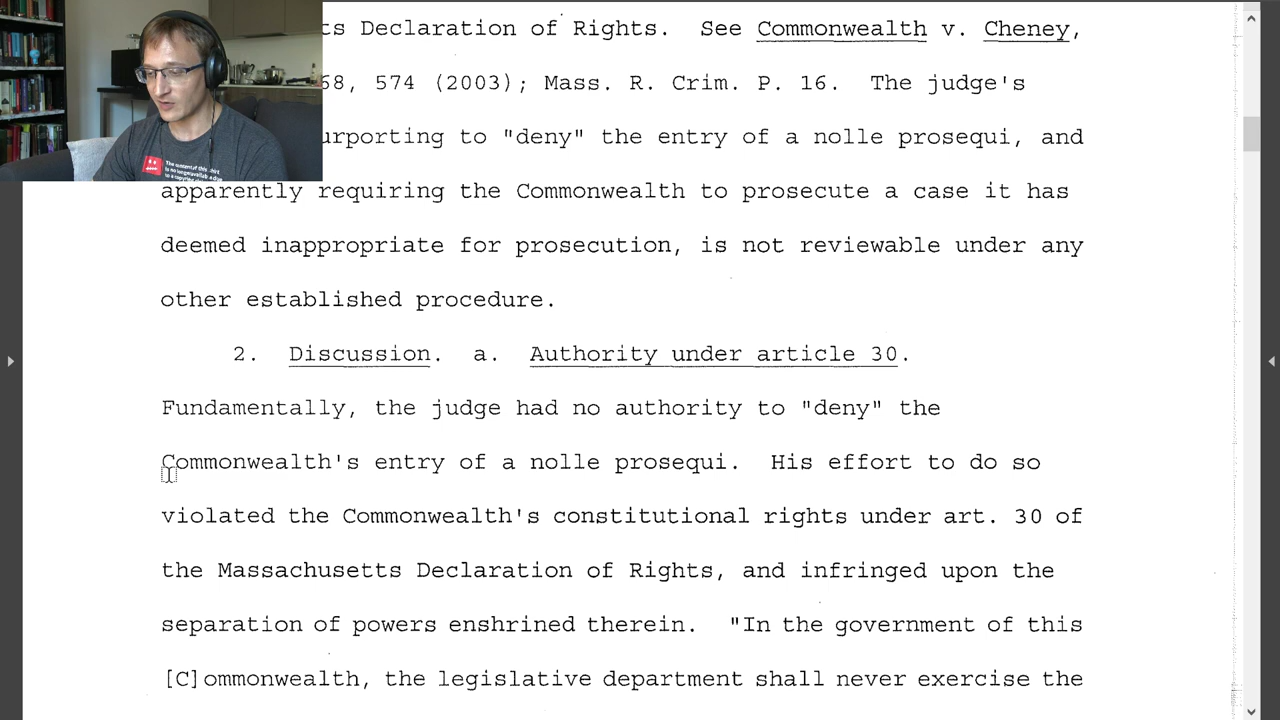 ts Declaration of Rights. See Commonwealth v. Cheney,
68, 574 (2003); Mass. R. Crim. P. 16. The judge's
urporting to "deny" the entry of a nolle prosequi, and
apparently requiring the Commonwealth to prosecute a case it has
deemed inappropriate for prosecution, is not reviewable under any
other established procedure.
2. Discussion. a. Authority under article 30.
Fundamentally, the judge had no authority to "deny" the
Commonwealth's entry of a nolle prosequi. His effort to do so
violated the Commonwealth's constitutional rights under art. 30 of
the Massachusetts Declaration of Rights, and infringed upon the
separation of powers enshrined therein. "In the government of this
[C]ommonwealth, the legislative department shall never exercise the